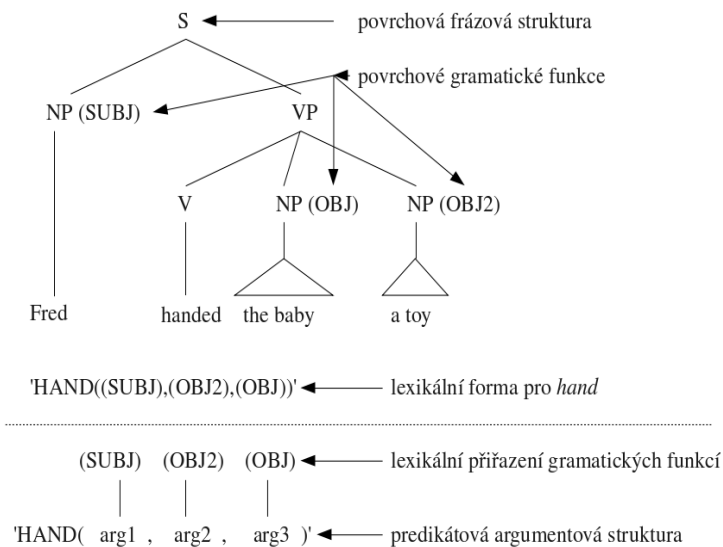 S povrchová frázová struktura
povrchové gramatické funkce
NP (SUBJ) VP
V NP (OBJ) NP (OBJ2)
Fred handed the baby a toy
'HAND((SUBJ),(OBJ2),(OBJ))' lexikální forma pro hand
(SUBJ) (OBJ2) (OBJ) lexikální přiřazení gramatických funkcí
'HAND( arg1 , arg2 , arg3 )' predikátová argumentová struktura